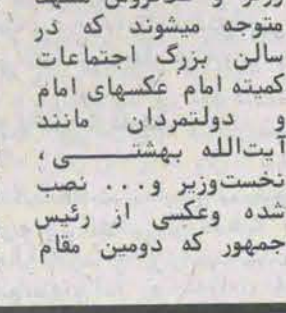 متوجه میشوند که در
سالن بزرگ اجتماعات
کمیته امام عکسهای امام
و دولتمردان مانند
آیت‌الله بهشتـــــی،
نخست‌وزیر و... نصب
شده وعکسی از رئیس
جمهور که دومین مقام